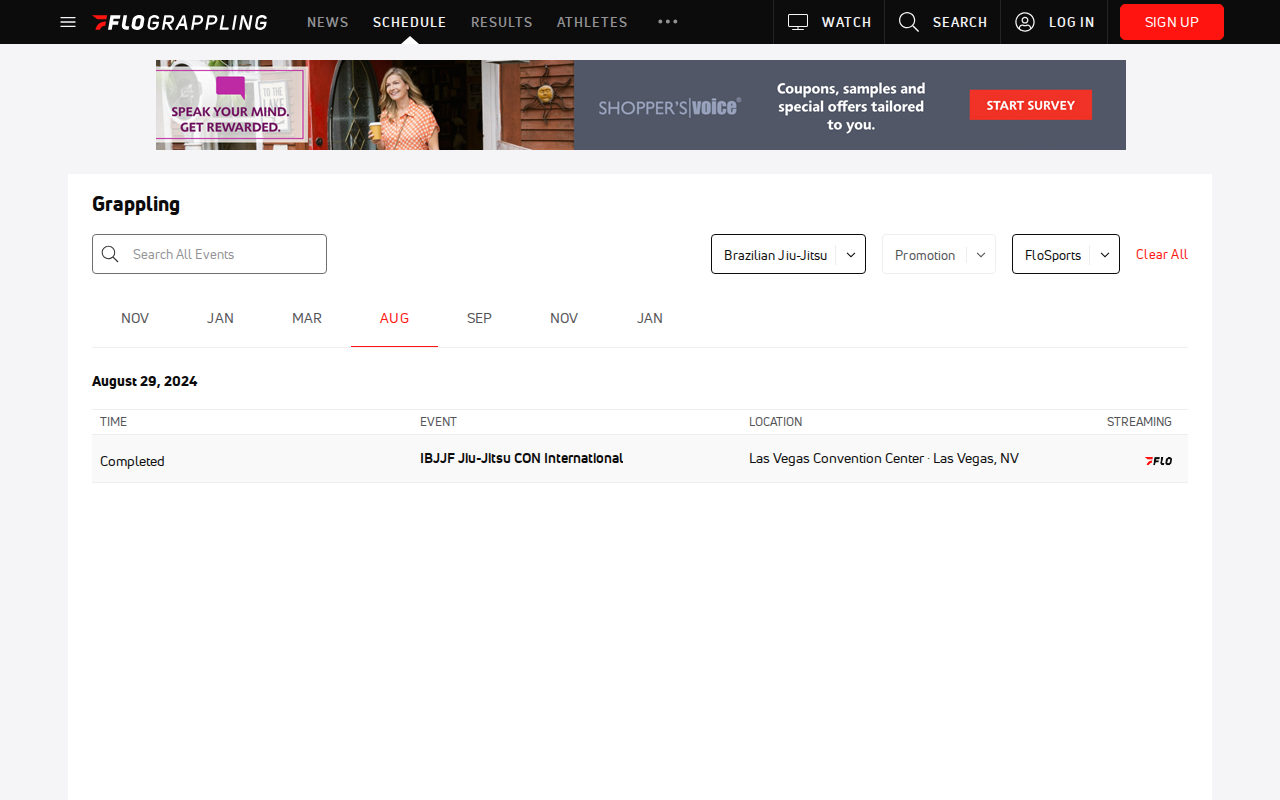 FLOGRAPPLING NEWS SCHEDULE RESULTS ATHLETES WATCH SEARCH LOG IN SIGN UP
SPEAK YOUR MIND.
GET REWARDED.
TO THE
LAKE
SHOPPER'S voice®
Coupons, samples and
special offers tailored
to you.
START SURVEY
Grappling
Search All Events Brazilian Jiu-Jitsu Promotion FloSports Clear All
NOV JAN MAR AUG SEP NOV JAN
August 29, 2024
TIME EVENT LOCATION STREAMING
Completed IBJJF Jiu-Jitsu CON International Las Vegas Convention Center · Las Vegas, NV FLO